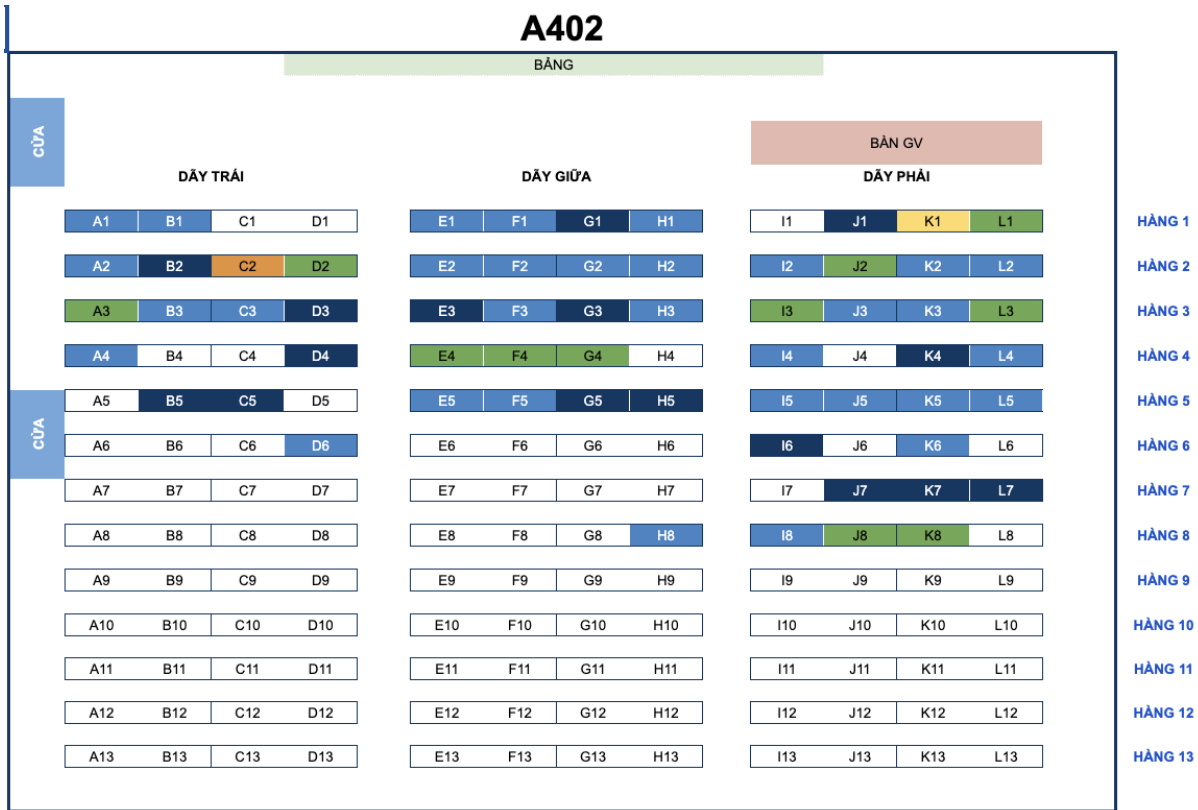 A402
BẢNG
CỬA
BÀN GV
DÃY TRÁI DÃY GIỮA DÃY PHẢI
A1 B1 C1 D1 E1 F1 G1 H1 I1 J1 K1 L1 HÀNG 1
A2 B2 C2 D2 E2 F2 G2 H2 I2 J2 K2 L2 HÀNG 2
A3 B3 C3 D3 E3 F3 G3 H3 I3 J3 K3 L3 HÀNG 3
A4 B4 C4 D4 E4 F4 G4 H4 I4 J4 K4 L4 HÀNG 4
A5 B5 C5 D5 E5 F5 G5 H5 I5 J5 K5 L5 HÀNG 5
CỬA
A6 B6 C6 D6 E6 F6 G6 H6 I6 J6 K6 L6 HÀNG 6
A7 B7 C7 D7 E7 F7 G7 H7 I7 J7 K7 L7 HÀNG 7
A8 B8 C8 D8 E8 F8 G8 H8 I8 J8 K8 L8 HÀNG 8
A9 B9 C9 D9 E9 F9 G9 H9 I9 J9 K9 L9 HÀNG 9
A10 B10 C10 D10 E10 F10 G10 H10 I10 J10 K10 L10 HÀNG 10
A11 B11 C11 D11 E11 F11 G11 H11 I11 J11 K11 L11 HÀNG 11
A12 B12 C12 D12 E12 F12 G12 H12 I12 J12 K12 L12 HÀNG 12
A13 B13 C13 D13 E13 F13 G13 H13 I13 J13 K13 L13 HÀNG 13